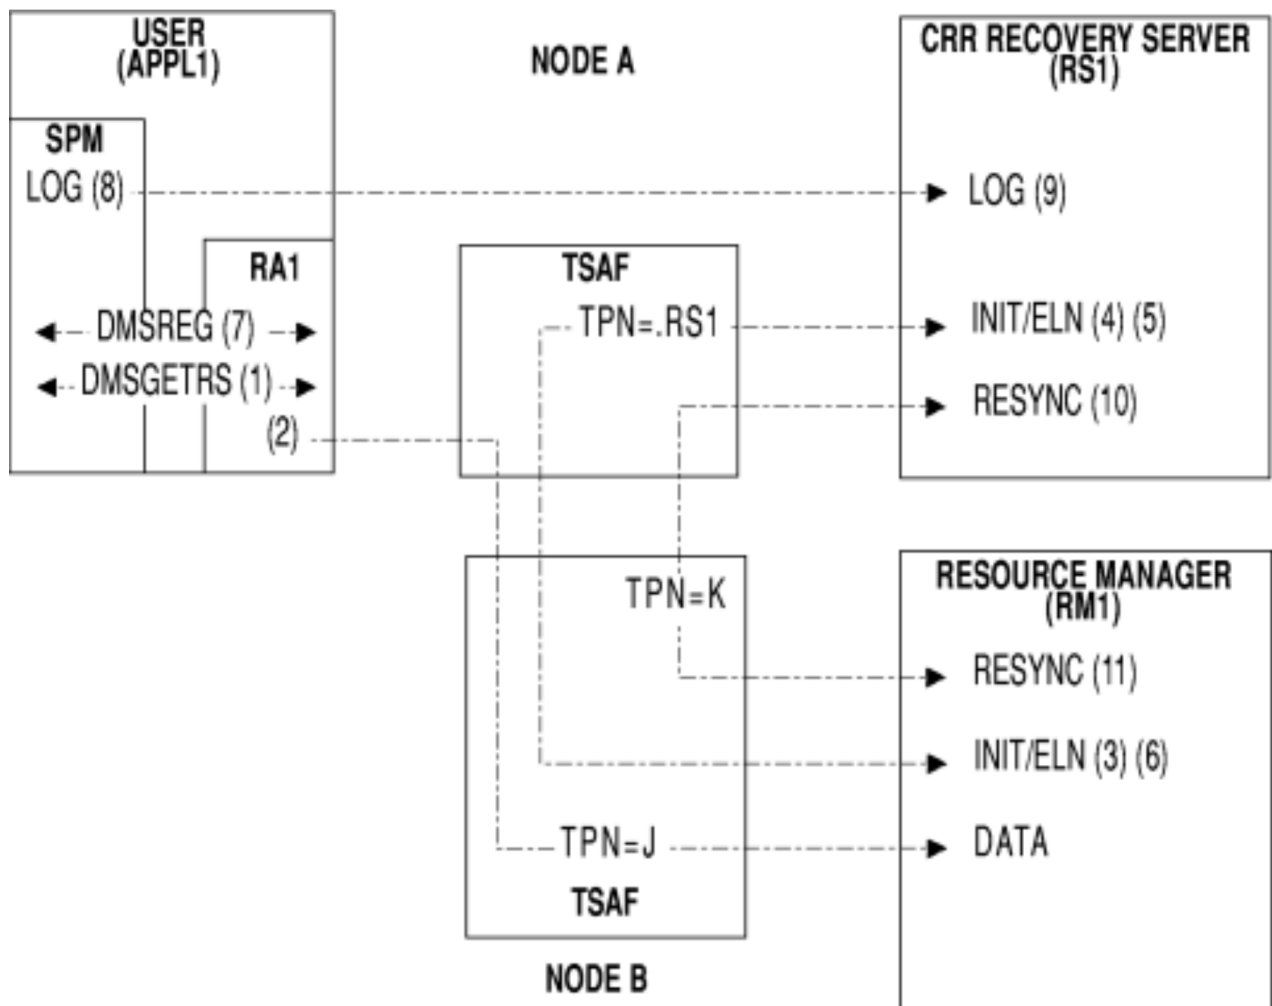 USER
(APPL1)
NODE A
CRR RECOVERY SERVER
(RS1)
SPM
LOG (8)
LOG (9)
RA1
TSAF
DMSREG (7)
TPN=.RS1
INIT/ELN (4) (5)
DMSGETRS (1)
RESYNC (10)
(2)
TPN=K
RESOURCE MANAGER
(RM1)
RESYNC (11)
INIT/ELN (3) (6)
TPN=J
DATA
TSAF
NODE B